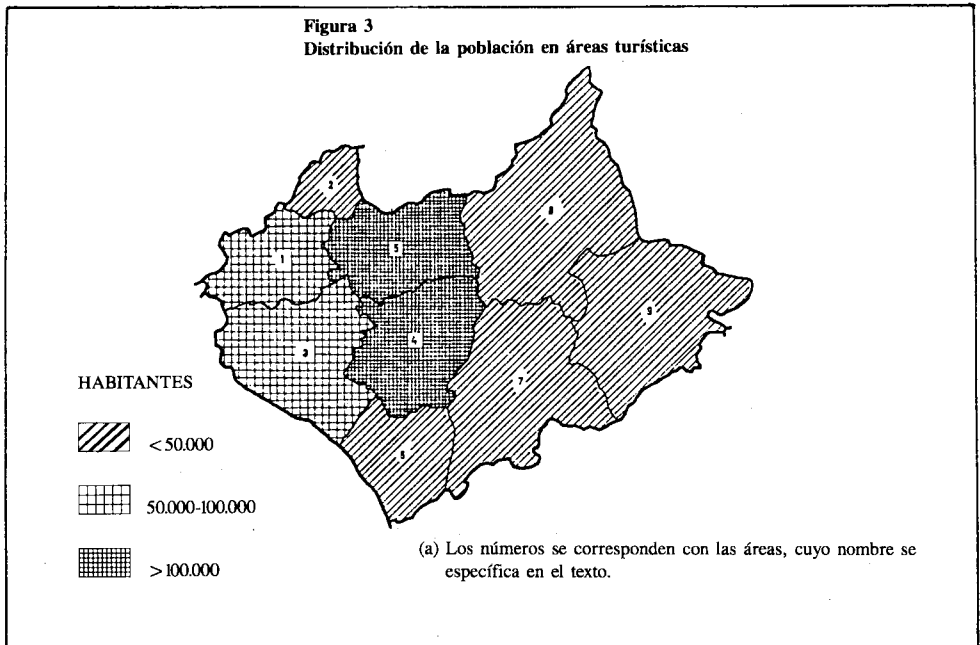 Figura 3
Distribución de la población en áreas turísticas
2
8
1
5
9
3
4
7
6
HABITANTES
<50.000
50.000-100.000
>100.000
(a) Los números se corresponden con las áreas, cuyo nombre se
específica en el texto.